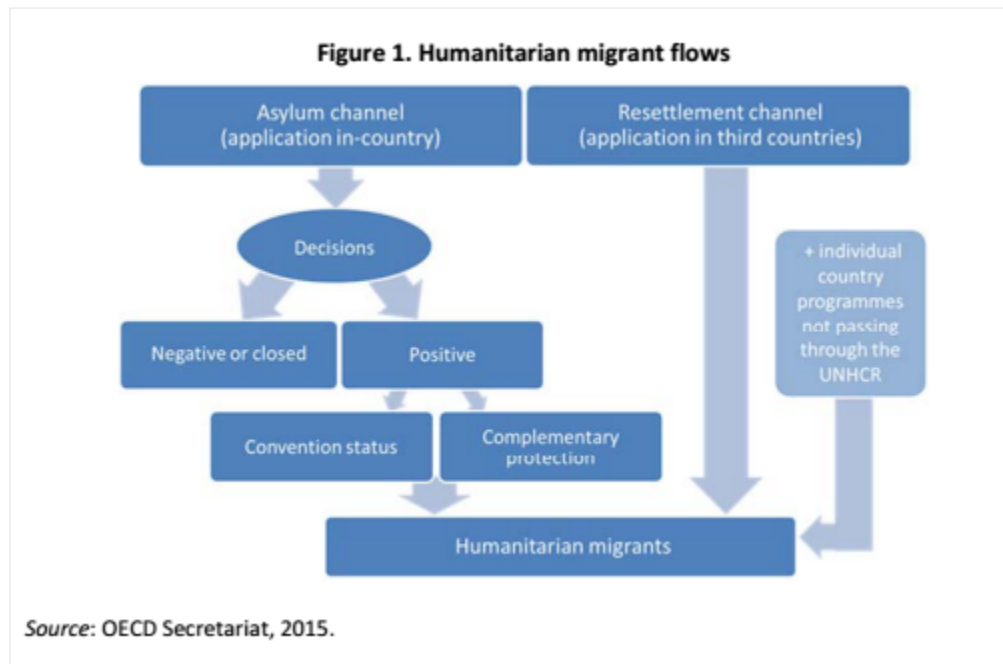 Figure 1. Humanitarian migrant flows
Asylum channel
(application in-country)
Resettlement channel
(application in third countries)
Decisions
+ individual
country
programmes
not passing
through the
UNHCR
Negative or closed
Positive
Convention status
Complementary
protection
Humanitarian migrants
Source: OECD Secretariat, 2015.